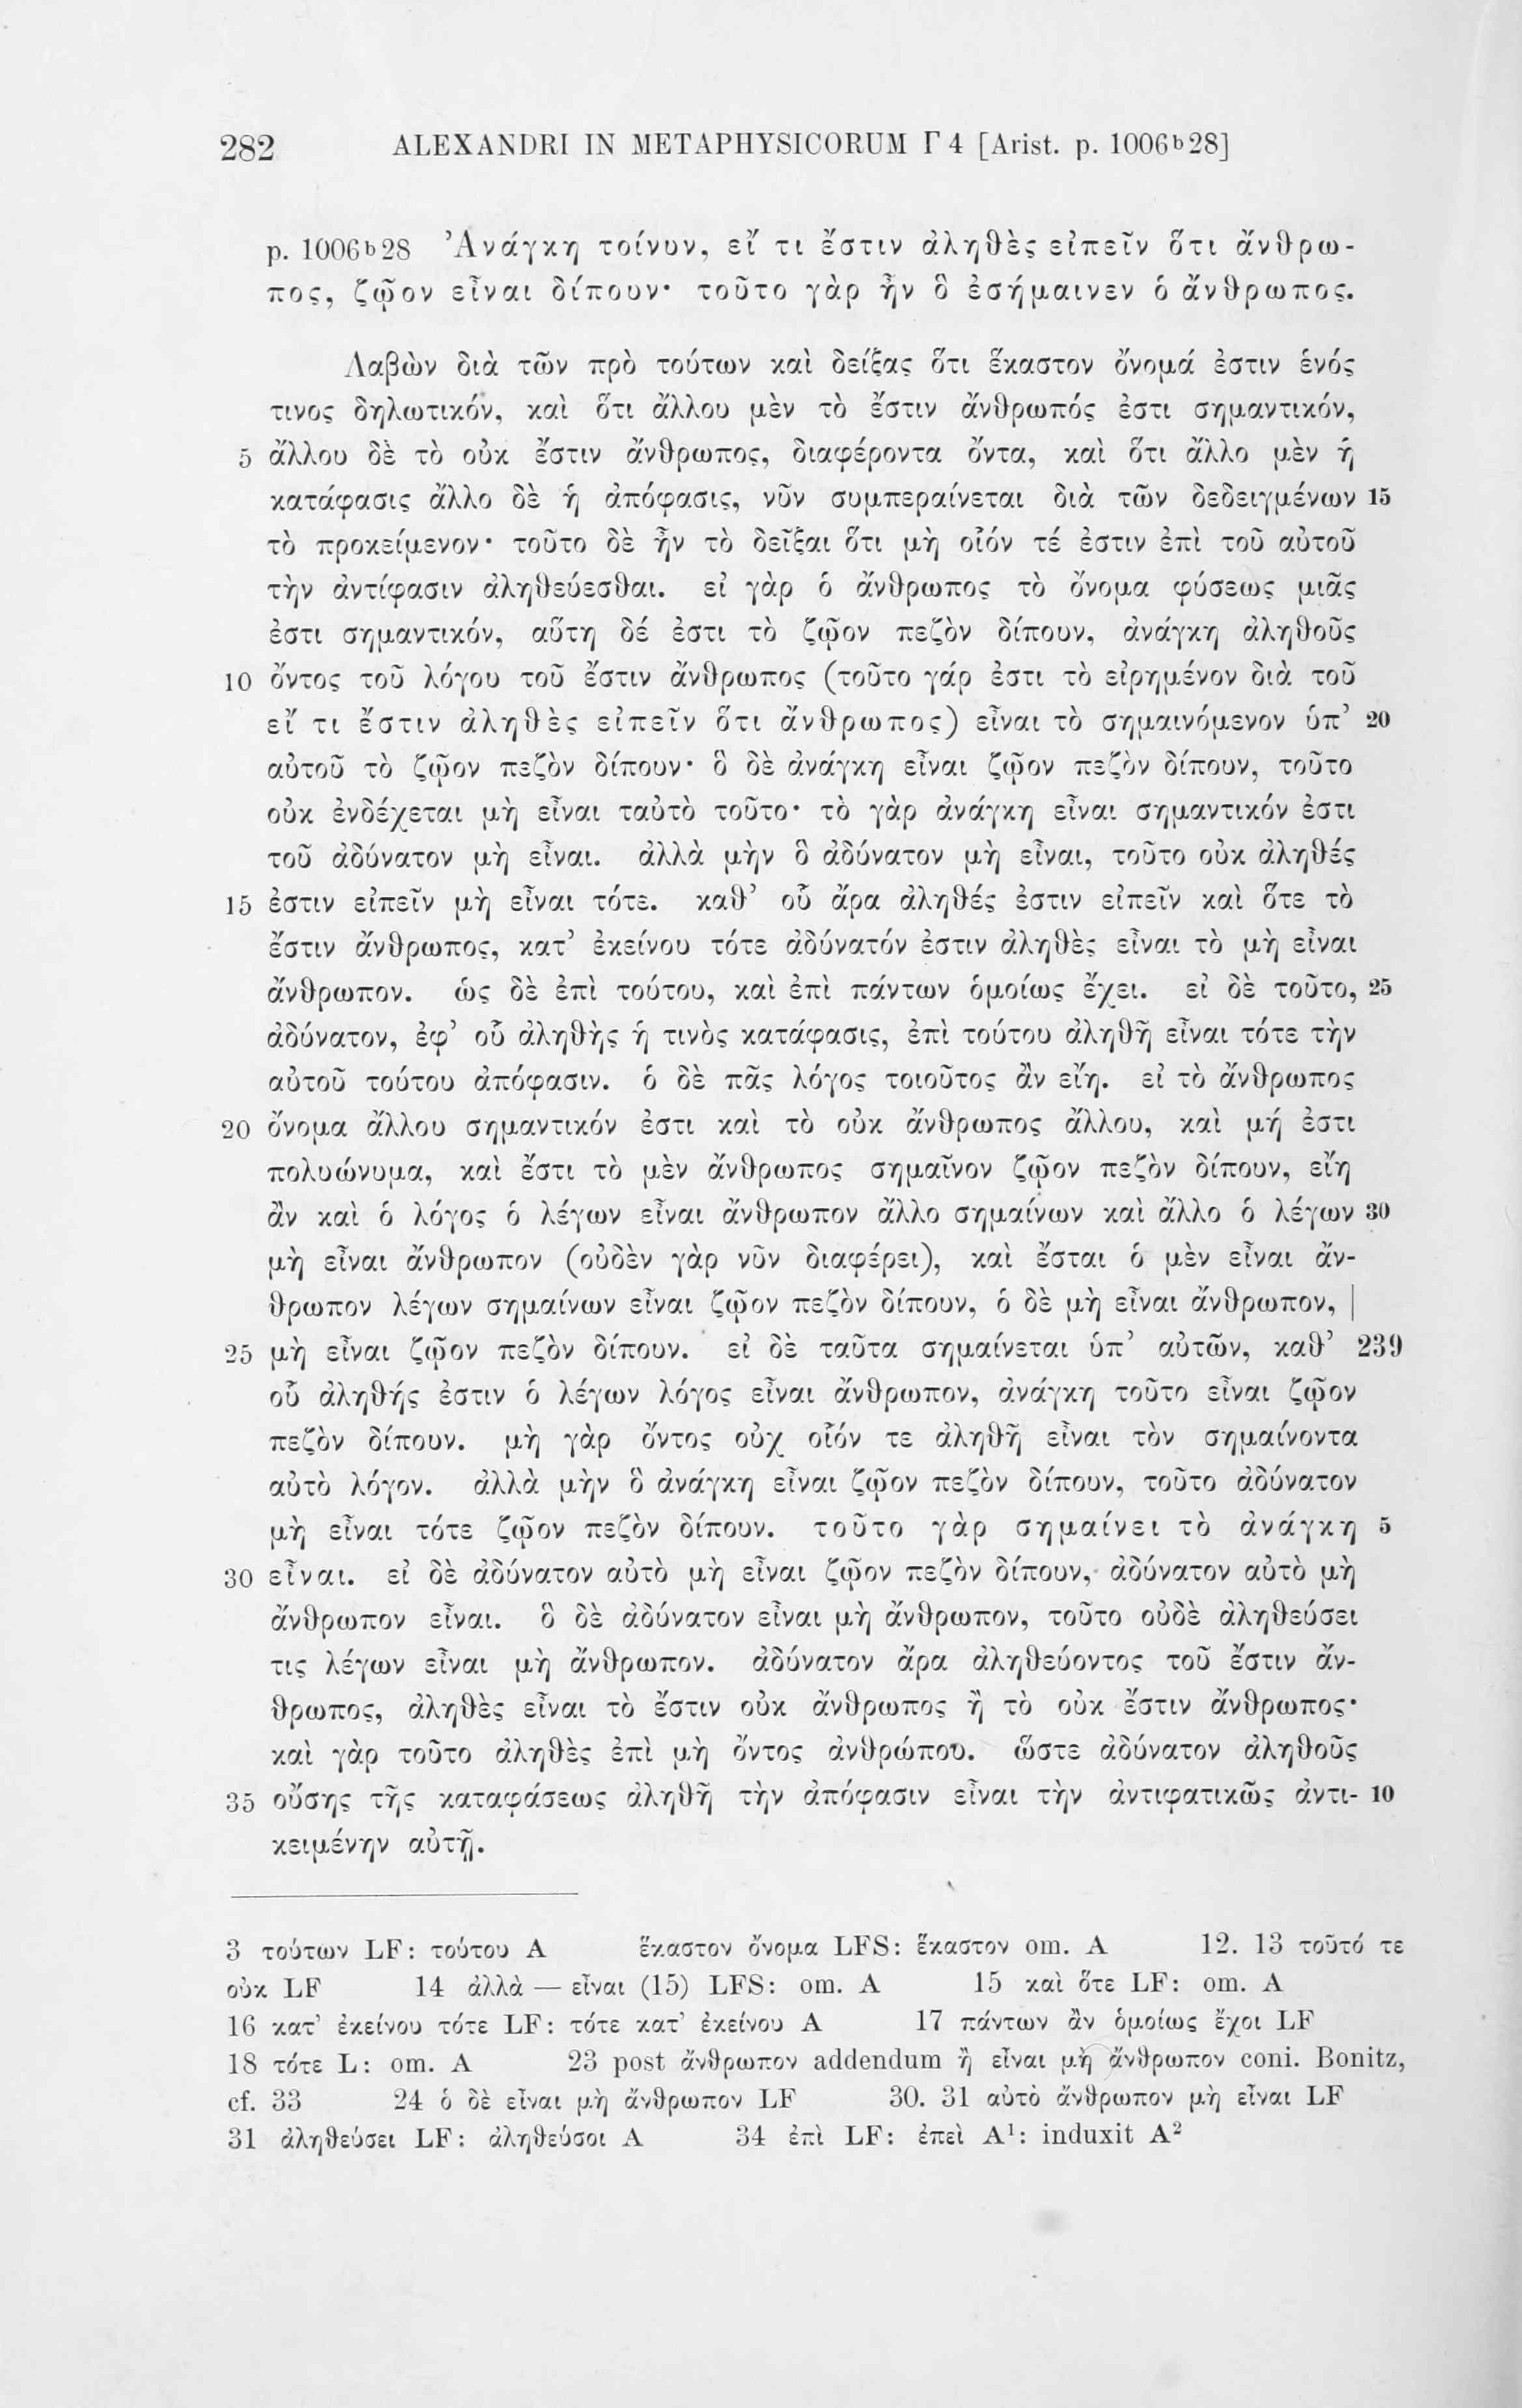 282 ALEXANDRI IN METAPHYSICORUM Γ 4 [Arist. p. 1006ᵇ28]
p. 1006ᵇ28 Ἀνάγκη τοίνυν, εἴ τι ἔστιν ἀληθὲς εἰπεῖν ὅτι ἄνθρω-
πος, ζῷον εἶναι δίπουν· τοῦτο γὰρ ἦν ὃ ἐσήμαινεν ὁ ἄνθρωπος.
Λαβὼν διὰ τῶν πρὸ τούτων καὶ δείξας ὅτι ἕκαστον ὄνομά ἐστιν ἑνός
τινος δηλωτικόν, καὶ ὅτι ἄλλου μὲν τὸ ἔστιν ἄνθρωπός ἐστι σημαντικόν,
5 ἄλλου δὲ τὸ οὐκ ἔστιν ἄνθρωπος, διαφέροντα ὄντα, καὶ ὅτι ἄλλο μὲν ἡ
κατάφασις ἄλλο δὲ ἡ ἀπόφασις, νῦν συμπεραίνεται διὰ τῶν δεδειγμένων 15
τὸ προκείμενον· τοῦτο δὲ ἦν τὸ δεῖξαι ὅτι μὴ οἷόν τέ ἐστιν ἐπὶ τοῦ αὐτοῦ
τὴν ἀντίφασιν ἀληθεύεσθαι. εἰ γὰρ ὁ ἄνθρωπος τὸ ὄνομα φύσεως μιᾶς
ἐστι σημαντικόν, αὕτη δέ ἐστι τὸ ζῷον πεζὸν δίπουν, ἀνάγκη ἀληθοῦς
10 ὄντος τοῦ λόγου τοῦ ἔστιν ἄνθρωπος (τοῦτο γάρ ἐστι τὸ εἰρημένον διὰ τοῦ
εἴ τι ἔστιν ἀληθὲς εἰπεῖν ὅτι ἄνθρωπος) εἶναι τὸ σημαινόμενον ὑπ’ 20
αὐτοῦ τὸ ζῷον πεζὸν δίπουν· ὃ δὲ ἀνάγκη εἶναι ζῷον πεζὸν δίπουν, τοῦτο
οὐκ ἐνδέχεται μὴ εἶναι ταὐτὸ τοῦτο· τὸ γὰρ ἀνάγκη εἶναι σημαντικόν ἐστι
τοῦ ἀδύνατον μὴ εἶναι. ἀλλὰ μὴν ὃ ἀδύνατον μὴ εἶναι, τοῦτο οὐκ ἀληθές
15 ἐστιν εἰπεῖν μὴ εἶναι τότε. καθ’ οὗ ἄρα ἀληθές ἐστιν εἰπεῖν καὶ ὅτε τὸ
ἔστιν ἄνθρωπος, κατ’ ἐκείνου τότε ἀδύνατόν ἐστιν ἀληθὲς εἶναι τὸ μὴ εἶναι
ἄνθρωπον. ὡς δὲ ἐπὶ τούτου, καὶ ἐπὶ πάντων ὁμοίως ἔχει. εἰ δὲ τοῦτο, 25
ἀδύνατον, ἐφ’ οὗ ἀληθὴς ἡ τινὸς κατάφασις, ἐπὶ τούτου ἀληθῆ εἶναι τότε τὴν
αὐτοῦ τούτου ἀπόφασιν. ὁ δὲ πᾶς λόγος τοιοῦτος ἂν εἴη. εἰ τὸ ἄνθρωπος
20 ὄνομα ἄλλου σημαντικόν ἐστι καὶ τὸ οὐκ ἄνθρωπος ἄλλου, καὶ μή ἐστι
πολυώνυμα, καὶ ἔστι τὸ μὲν ἄνθρωπος σημαῖνον ζῷον πεζὸν δίπουν, εἴη
ἂν καὶ ὁ λόγος ὁ λέγων εἶναι ἄνθρωπον ἄλλο σημαίνων καὶ ἄλλο ὁ λέγων 30
μὴ εἶναι ἄνθρωπον (οὐδὲν γὰρ νῦν διαφέρει), καὶ ἔσται ὁ μὲν εἶναι ἄν-
θρωπον λέγων σημαίνων εἶναι ζῷον πεζὸν δίπουν, ὁ δὲ μὴ εἶναι ἄνθρωπον, |
25 μὴ εἶναι ζῷον πεζὸν δίπουν. εἰ δὲ ταῦτα σημαίνεται ὑπ’ αὐτῶν, καθ’ 239
οὗ ἀληθής ἐστιν ὁ λέγων λόγος εἶναι ἄνθρωπον, ἀνάγκη τοῦτο εἶναι ζῷον
πεζὸν δίπουν. μὴ γὰρ ὄντος οὐχ οἷόν τε ἀληθῆ εἶναι τὸν σημαίνοντα
αὐτὸ λόγον. ἀλλὰ μὴν ὃ ἀνάγκη εἶναι ζῷον πεζὸν δίπουν, τοῦτο ἀδύνατον
μὴ εἶναι τότε ζῷον πεζὸν δίπουν. τοῦτο γὰρ σημαίνει τὸ ἀνάγκη 5
30 εἶναι. εἰ δὲ ἀδύνατον αὐτὸ μὴ εἶναι ζῷον πεζὸν δίπουν, ἀδύνατον αὐτὸ μὴ
ἄνθρωπον εἶναι. ὃ δὲ ἀδύνατον εἶναι μὴ ἄνθρωπον, τοῦτο οὐδὲ ἀληθεύσει
τις λέγων εἶναι μὴ ἄνθρωπον. ἀδύνατον ἄρα ἀληθεύοντος τοῦ ἔστιν ἄν-
θρωπος, ἀληθὲς εἶναι τὸ ἔστιν οὐκ ἄνθρωπος ἢ τὸ οὐκ ἔστιν ἄνθρωπος·
καὶ γὰρ τοῦτο ἀληθὲς ἐπὶ μὴ ὄντος ἀνθρώπου. ὥστε ἀδύνατον ἀληθοῦς
35 οὔσης τῆς καταφάσεως ἀληθῆ τὴν ἀπόφασιν εἶναι τὴν ἀντιφατικῶς ἀντι- 10
κειμένην αὐτῇ.
3 τούτων LF: τούτου A ἕκαστον ὄνομα LFS: ἕκαστον om. A 12. 13 τοῦτό τε
οὐκ LF 14 ἀλλὰ — εἶναι (15) LFS: om. A 15 καὶ ὅτε LF: om. A
16 κατ’ ἐκείνου τότε LF: τότε κατ’ ἐκείνου A 17 πάντων ἂν ὁμοίως ἔχοι LF
18 τότε L: om. A 23 post ἄνθρωπον addendum ἢ εἶναι μὴ ἄνθρωπον coni. Bonitz,
cf. 33 24 ὁ δὲ εἶναι μὴ ἄνθρωπον LF 30. 31 αὐτὸ ἄνθρωπον μὴ εἶναι LF
31 ἀληθεύσει LF: ἀληθεύσοι A 34 ἐπὶ LF: ἐπεὶ A¹: induxit A²